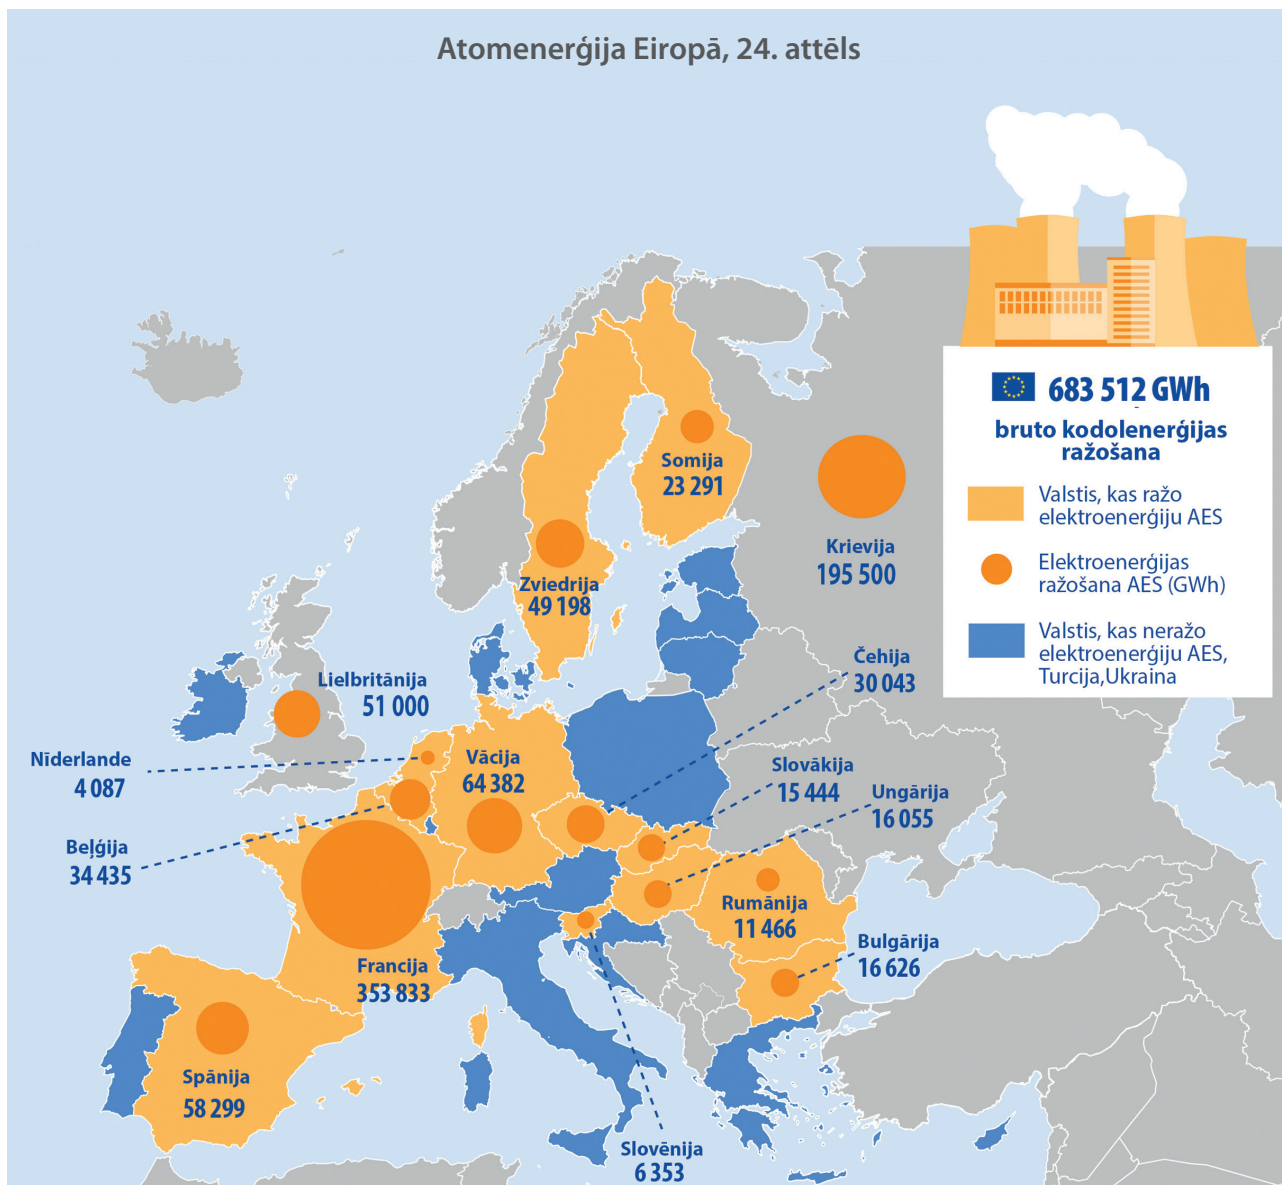 Atomenerģija Eiropā, 24. attēls
683 512 GWh
bruto kodolenerģijas
ražošana
Valstis, kas ražo
elektroenerģiju AES
Elektroenerģijas
ražošana AES (GWh)
Valstis, kas neražo
elektroenerģiju AES,
Turcija,Ukraina
Somija
23 291
Krievija
195 500
Zviedrija
49 198
Čehija
30 043
Lielbritānija
51 000
Nīderlande
4 087
Vācija
64 382
Slovākija
15 444
Ungārija
16 055
Beļģija
34 435
Rumānija
11 466
Bulgārija
16 626
Francija
353 833
Spānija
58 299
Slovēnija
6 353